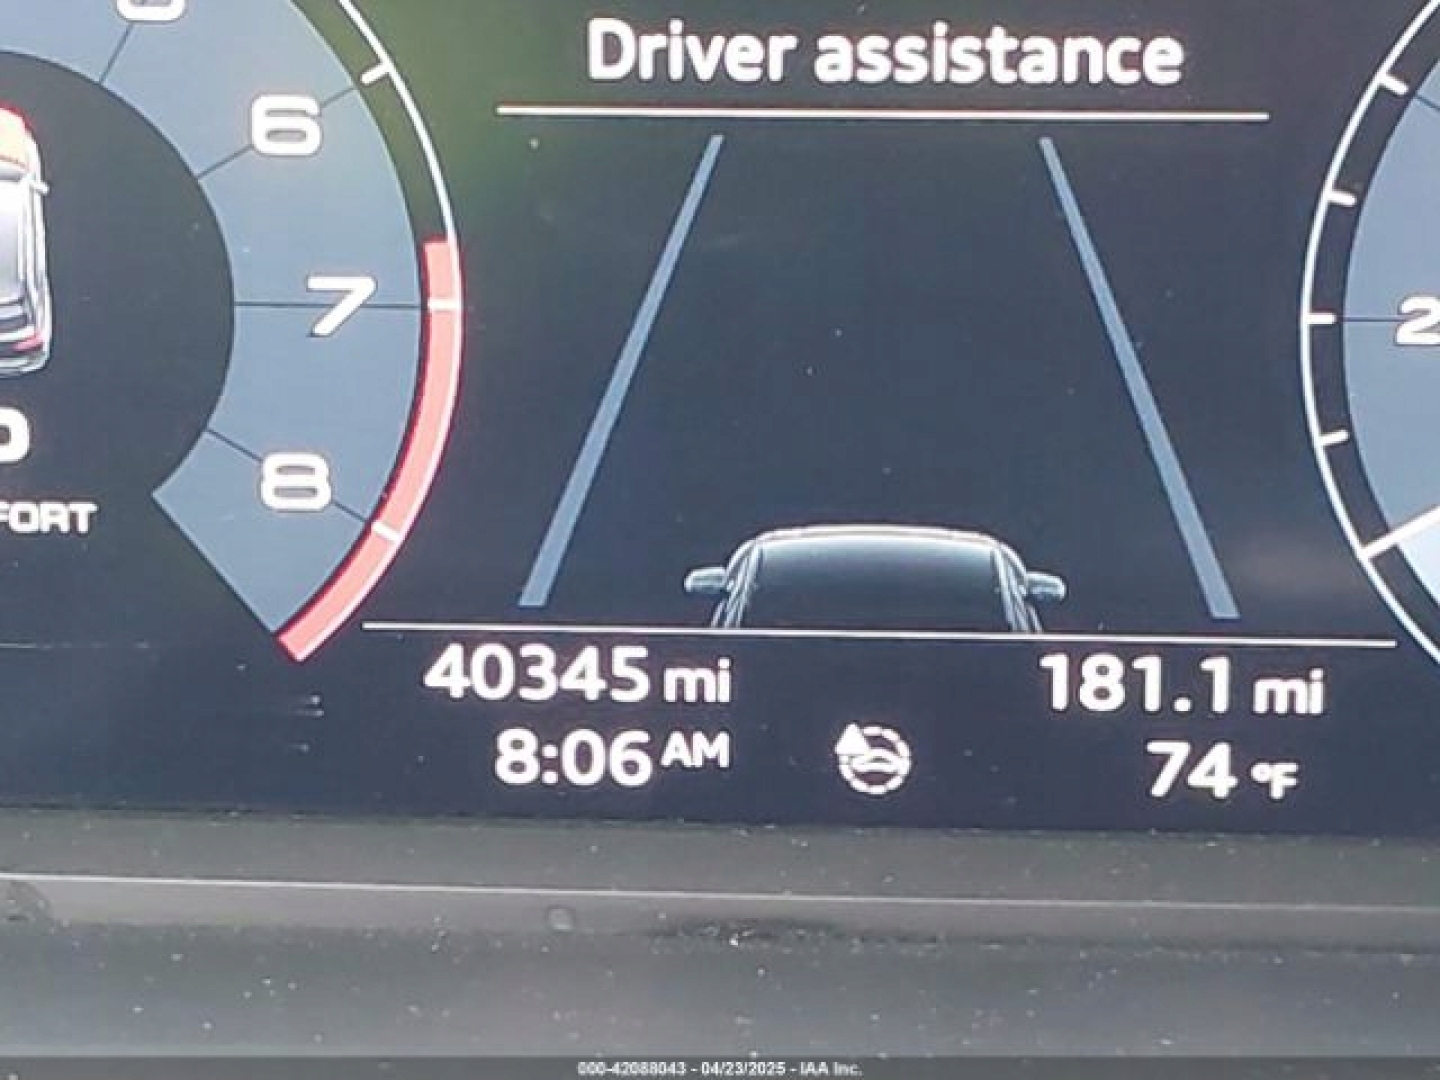 Driver assistance
6
7
8
FORT
2
40345 mi
181.1 mi
8:06 AM
74 °F
000-42088043 - 04/23/2025 - IAA Inc.